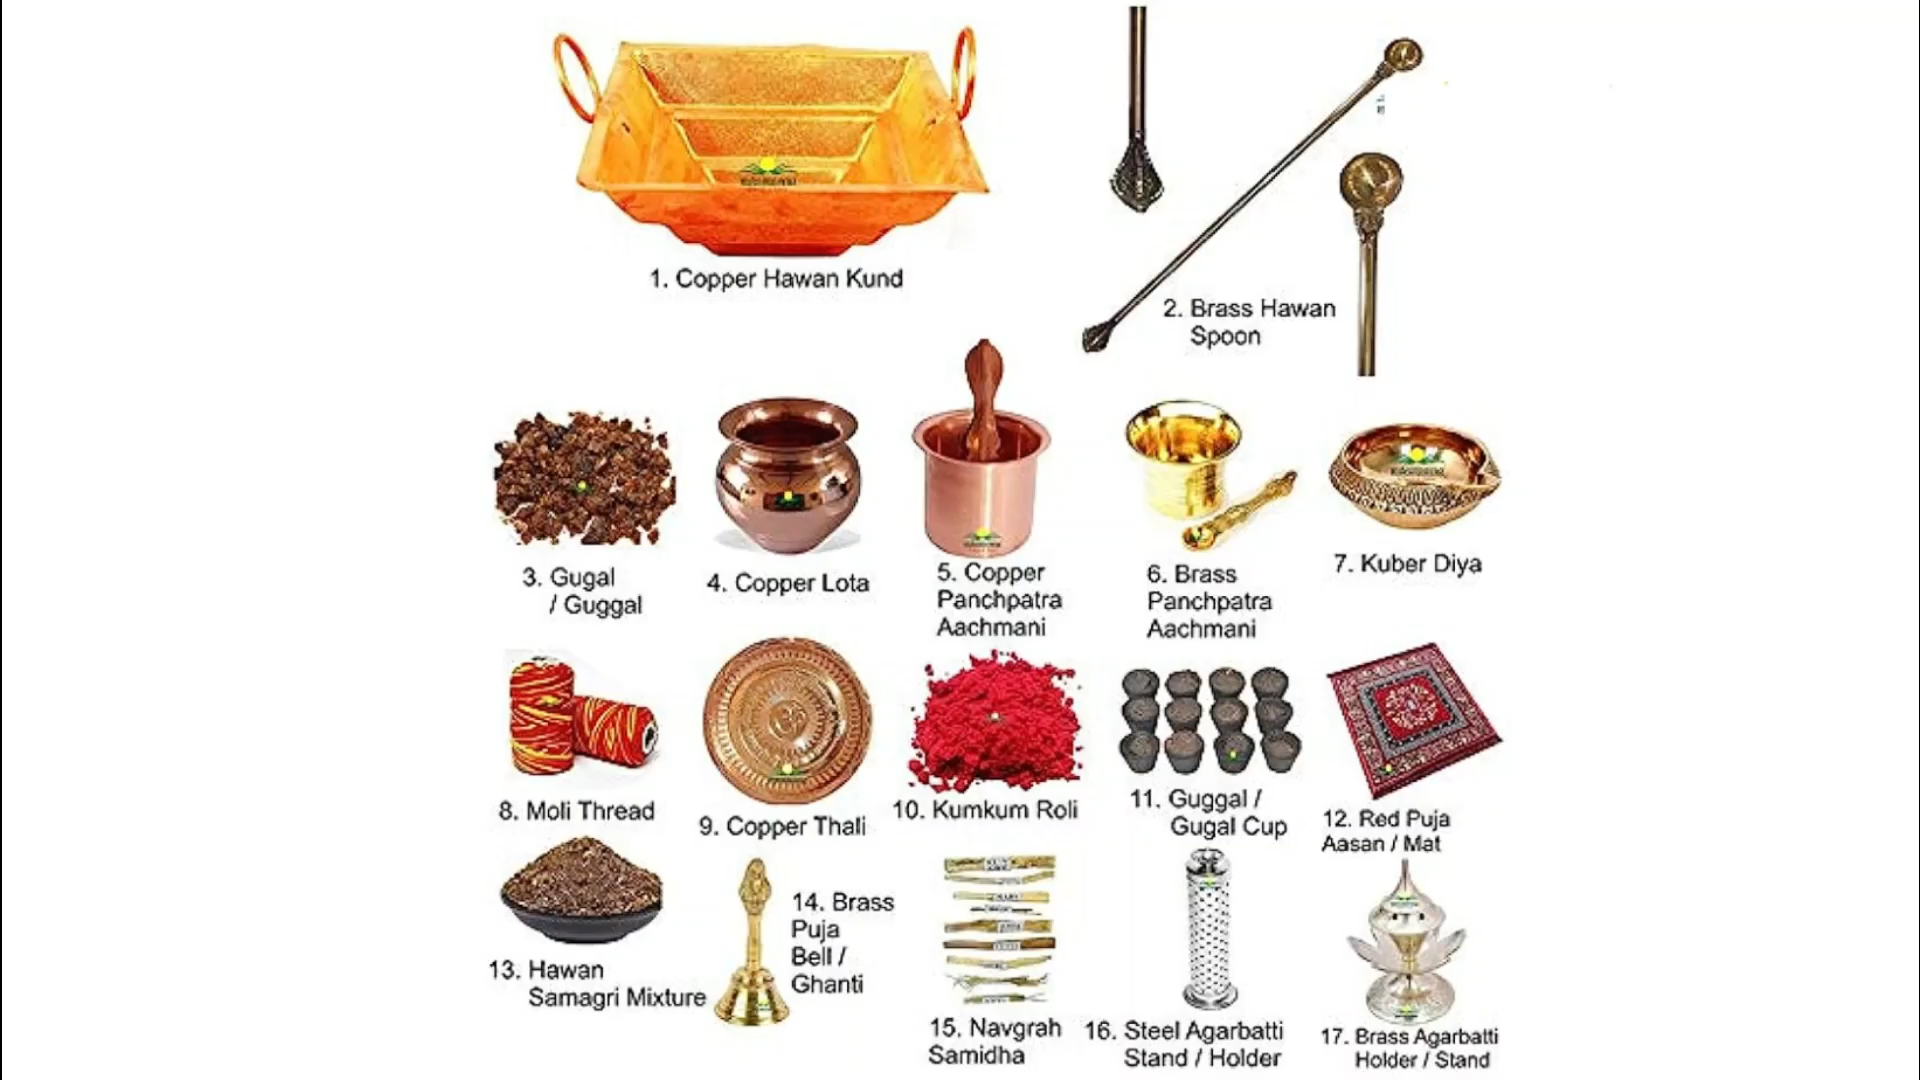 1. Copper Hawan Kund
2. Brass Hawan
Spoon
3. Gugal
/ Guggal
4. Copper Lota
5. Copper
Panchpatra
Aachmani
6. Brass
Panchpatra
Aachmani
7. Kuber Diya
8. Moli Thread
9. Copper Thali
10. Kumkum Roli
11. Guggal /
Gugal Cup
12. Red Puja
Aasan / Mat
13. Hawan
Samagri Mixture
14. Brass
Puja
Bell /
Ghanti
15. Navgrah
Samidha
16. Steel Agarbatti
Stand / Holder
17. Brass Agarbatti
Holder / Stand